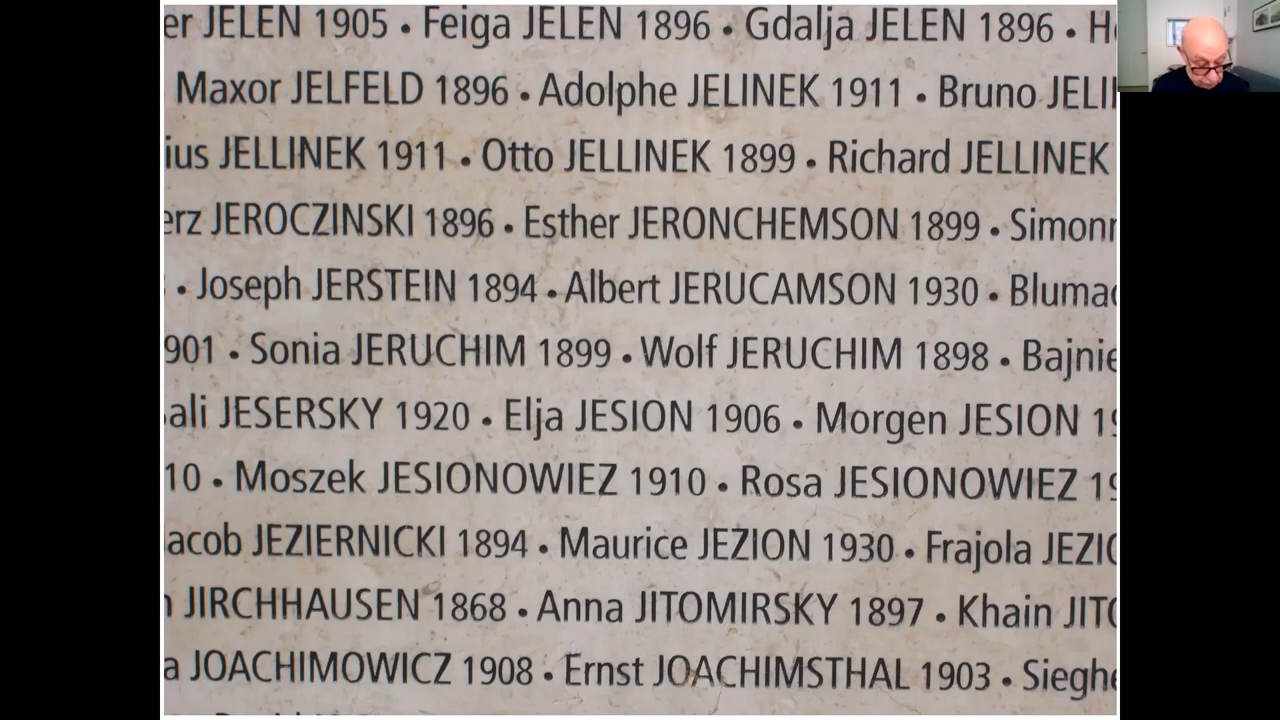 JELEN 1905 • Feiga JELEN 1896 • Gdalja JELEN 1896 •
Maxor JELFELD 1896 • Adolphe JELINEK 1911 • Bruno
JELLINEK 1911 • Otto JELLINEK 1899 • Richard JELLINEK
JEROCZINSKI 1896 • Esther JERONCHEMSON 1899 •
• Joseph JERSTEIN 1894 • Albert JERUCAMSON 1930 •
901 • Sonia JERUCHIM 1899 • Wolf JERUCHIM 1898 •
JESERSKY 1920 • Elja JESION 1906 • Morgen JESION
10 • Moszek JESIONOWIEZ 1910 • Rosa JESIONOWIEZ
JEZIERNICKI 1894 • Maurice JEZION 1930 • Frajola
JIRCHHAUSEN 1868 • Anna JITOMIRSKY 1897 • Khain
JOACHIMOWICZ 1908 • Ernst JOACHIMSTHAL 1903 •